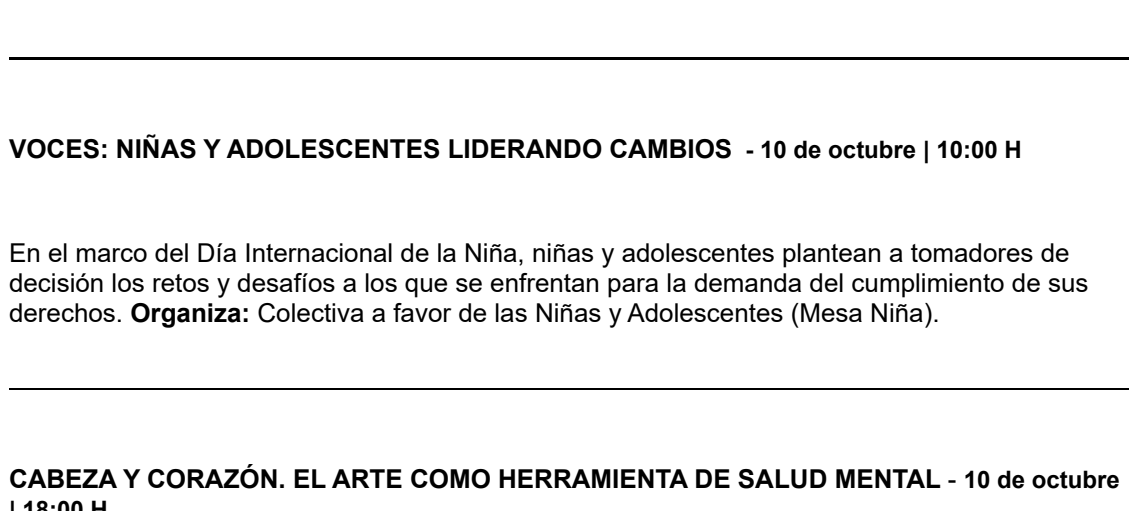 VOCES: NIÑAS Y ADOLESCENTES LIDERANDO CAMBIOS - 10 de octubre | 10:00 H
En el marco del Día Internacional de la Niña, niñas y adolescentes plantean a tomadores de
decisión los retos y desafíos a los que se enfrentan para la demanda del cumplimiento de sus
derechos. Organiza: Colectiva a favor de las Niñas y Adolescentes (Mesa Niña).
CABEZA Y CORAZÓN. EL ARTE COMO HERRAMIENTA DE SALUD MENTAL - 10 de octubre
| 18:00 H